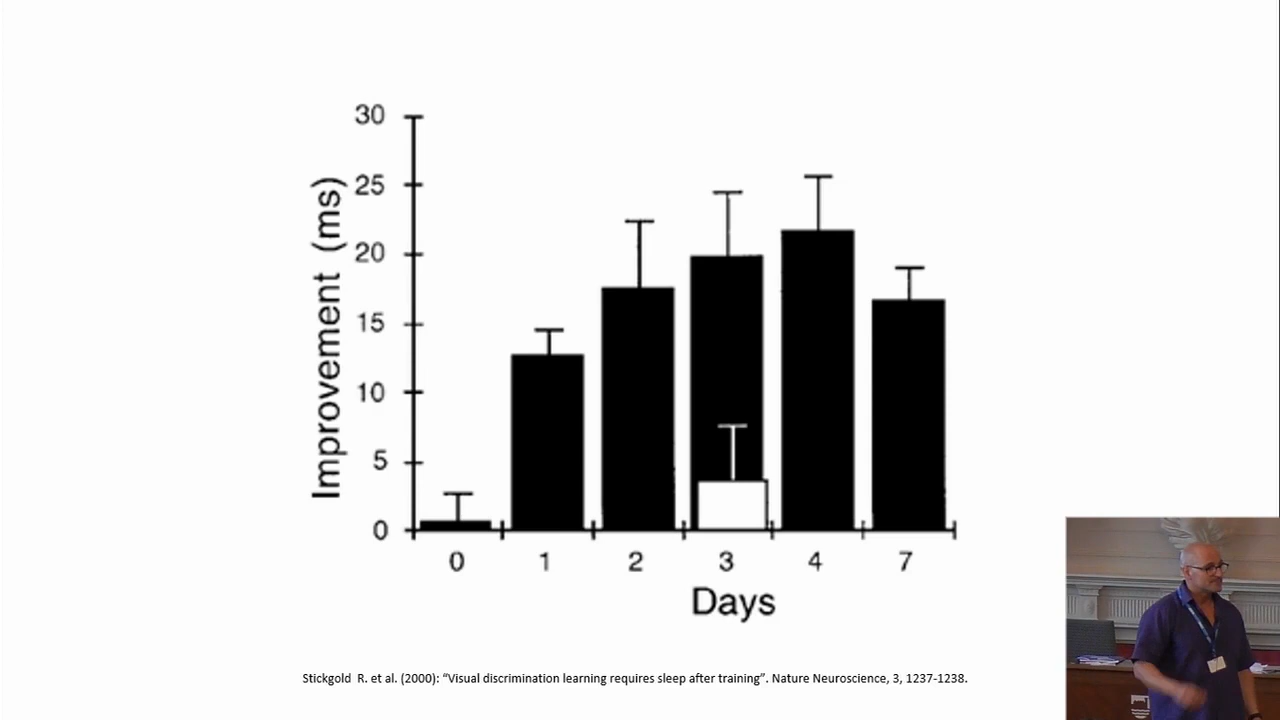 30
25
20
15
10
5
0
Improvement (ms)
0 1 2 3 4 7
Days
Stickgold R. et al. (2000): “Visual discrimination learning requires sleep after training”. Nature Neuroscience, 3, 1237-1238.